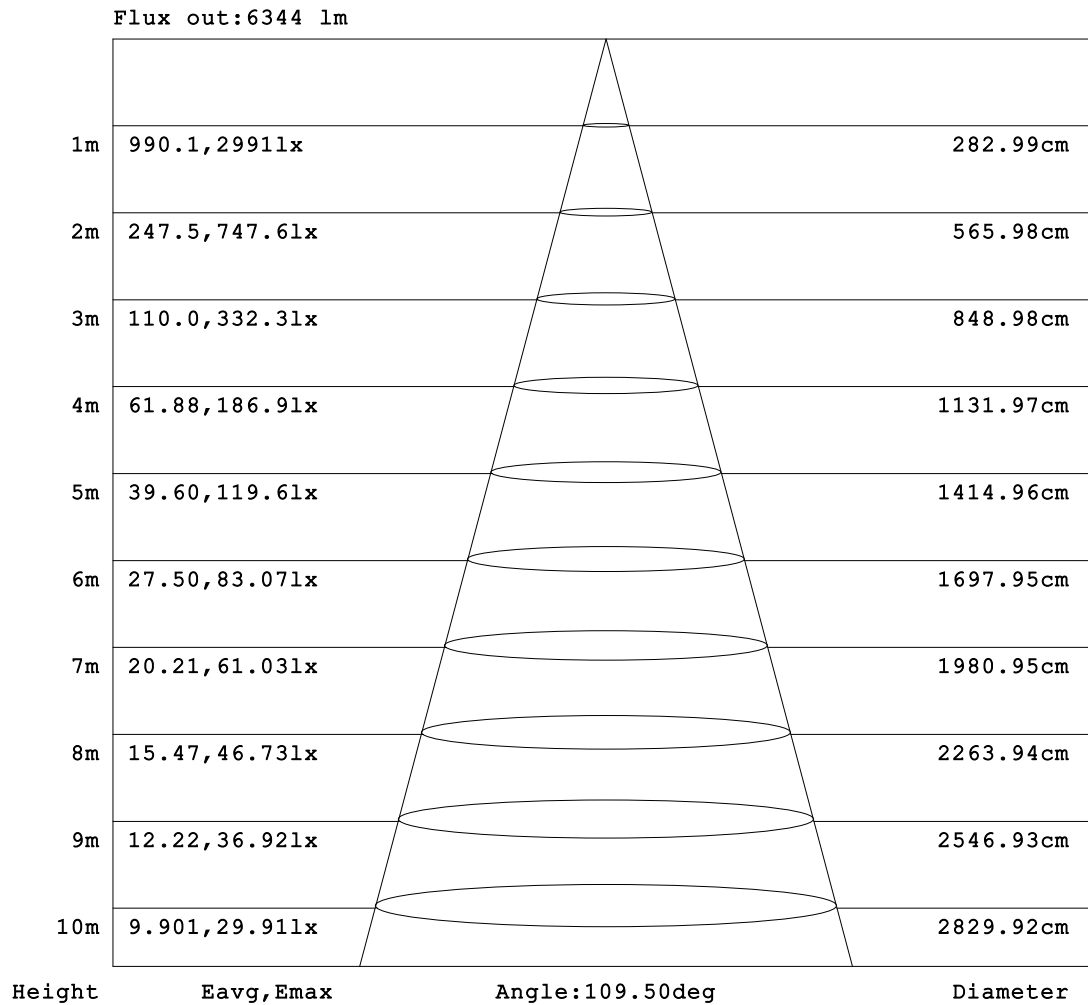 Flux out:6344 lm
1m 990.1,2991lx 282.99cm
2m 247.5,747.6lx 565.98cm
3m 110.0,332.3lx 848.98cm
4m 61.88,186.9lx 1131.97cm
5m 39.60,119.6lx 1414.96cm
6m 27.50,83.07lx 1697.95cm
7m 20.21,61.03lx 1980.95cm
8m 15.47,46.73lx 2263.94cm
9m 12.22,36.92lx 2546.93cm
10m 9.901,29.91lx 2829.92cm
Height Eavg,Emax Angle:109.50deg Diameter